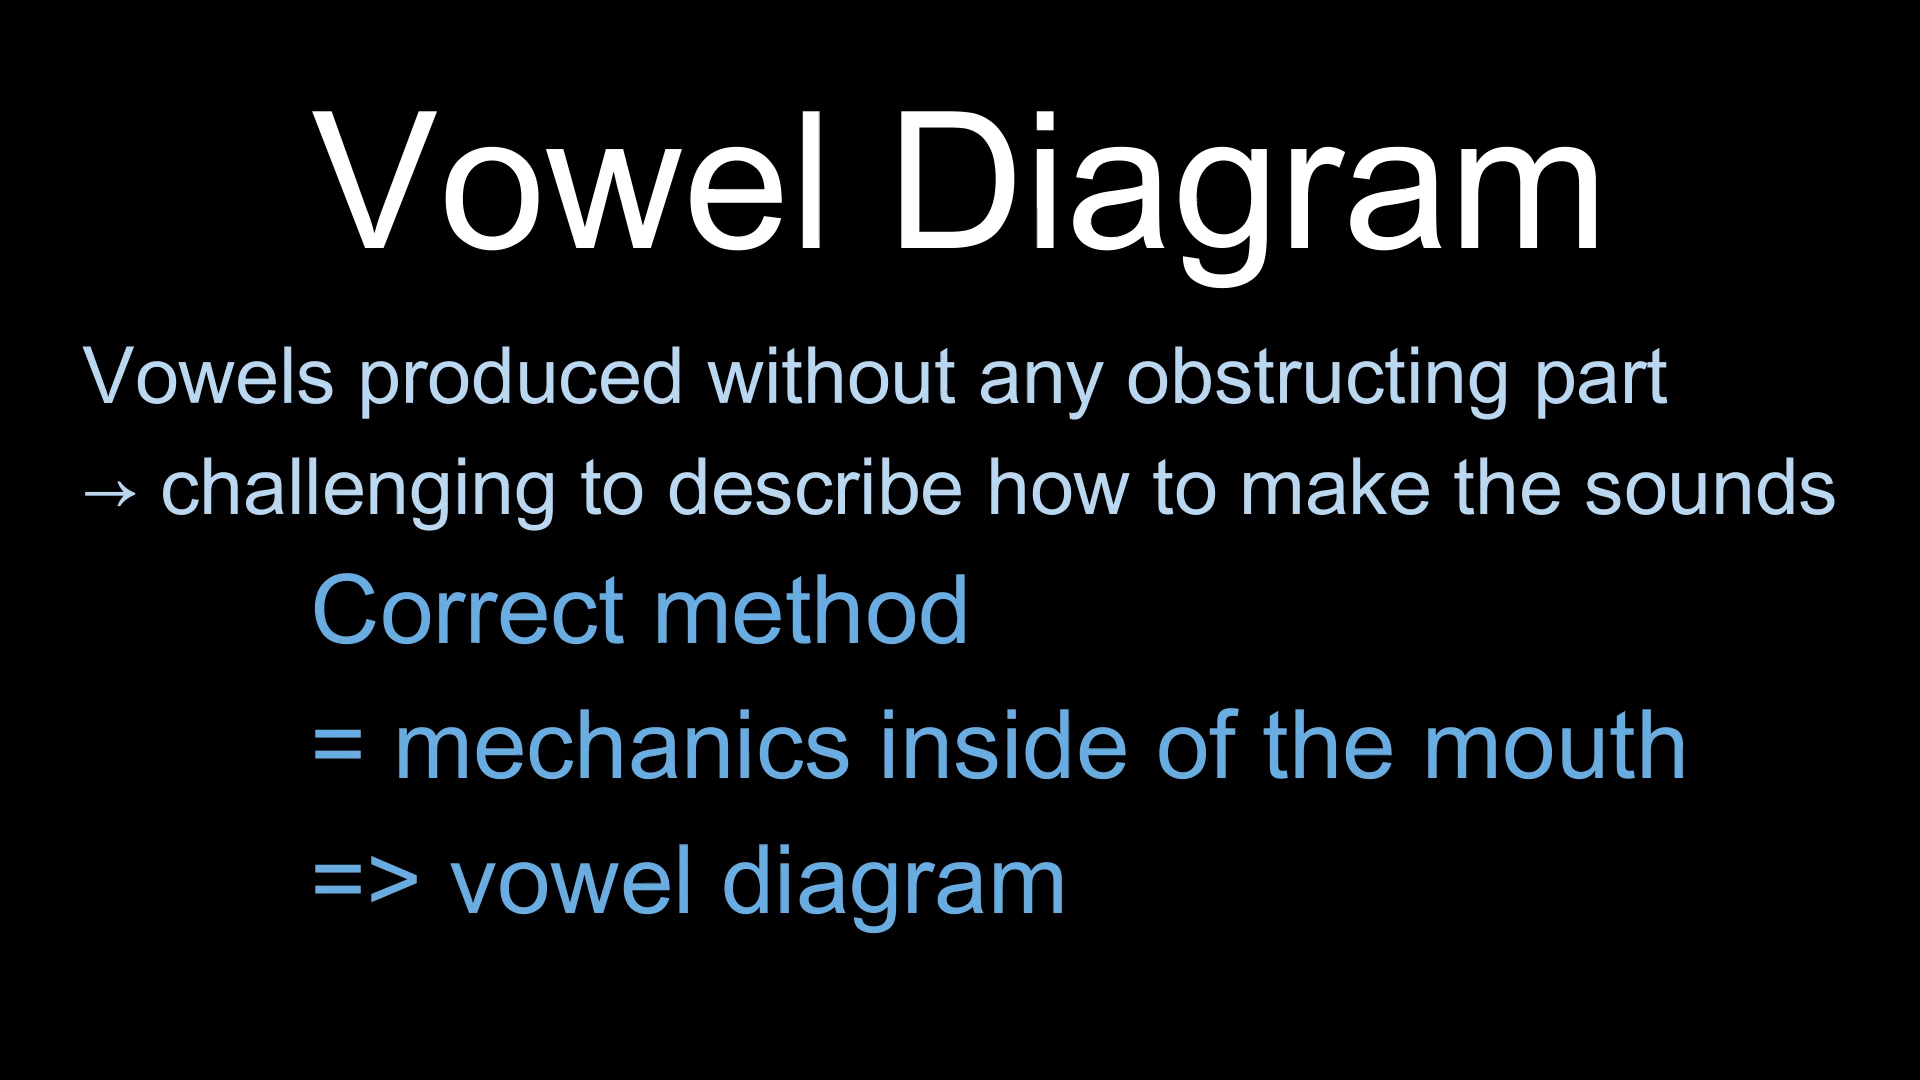 Vowel Diagram
Vowels produced without any obstructing part
→ challenging to describe how to make the sounds
Correct method
= mechanics inside of the mouth
=> vowel diagram